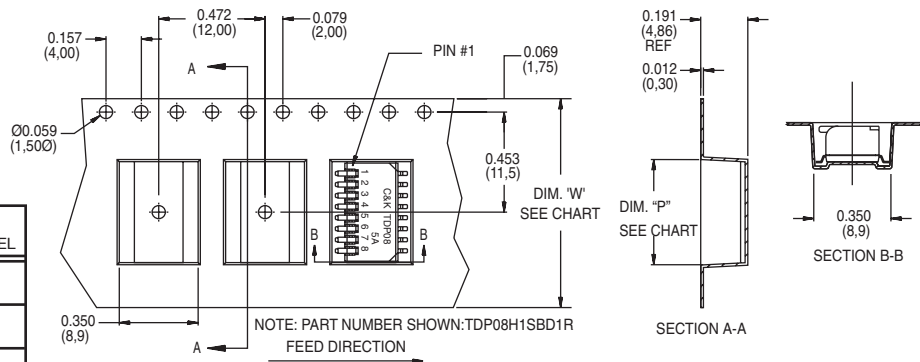 0.472
(12,00)
0.079
(2,00)
0.157
(4,00)
A
PIN #1
0.069
(1,75)
0.191
(4,86)
REF
0.012
(0,30)
Ø0.059
(1,50Ø)
0.453
(11,5)
DIM. 'W'
SEE CHART
DIM. "P"
SEE CHART
1 2 3 4 5 6 7 8
C&K TDP08
5A
B
B
0.350
(8,9)
SECTION B-B
EL
0.350
(8,9)
NOTE: PART NUMBER SHOWN:TDP08H1SBD1R
A
FEED DIRECTION
SECTION A-A